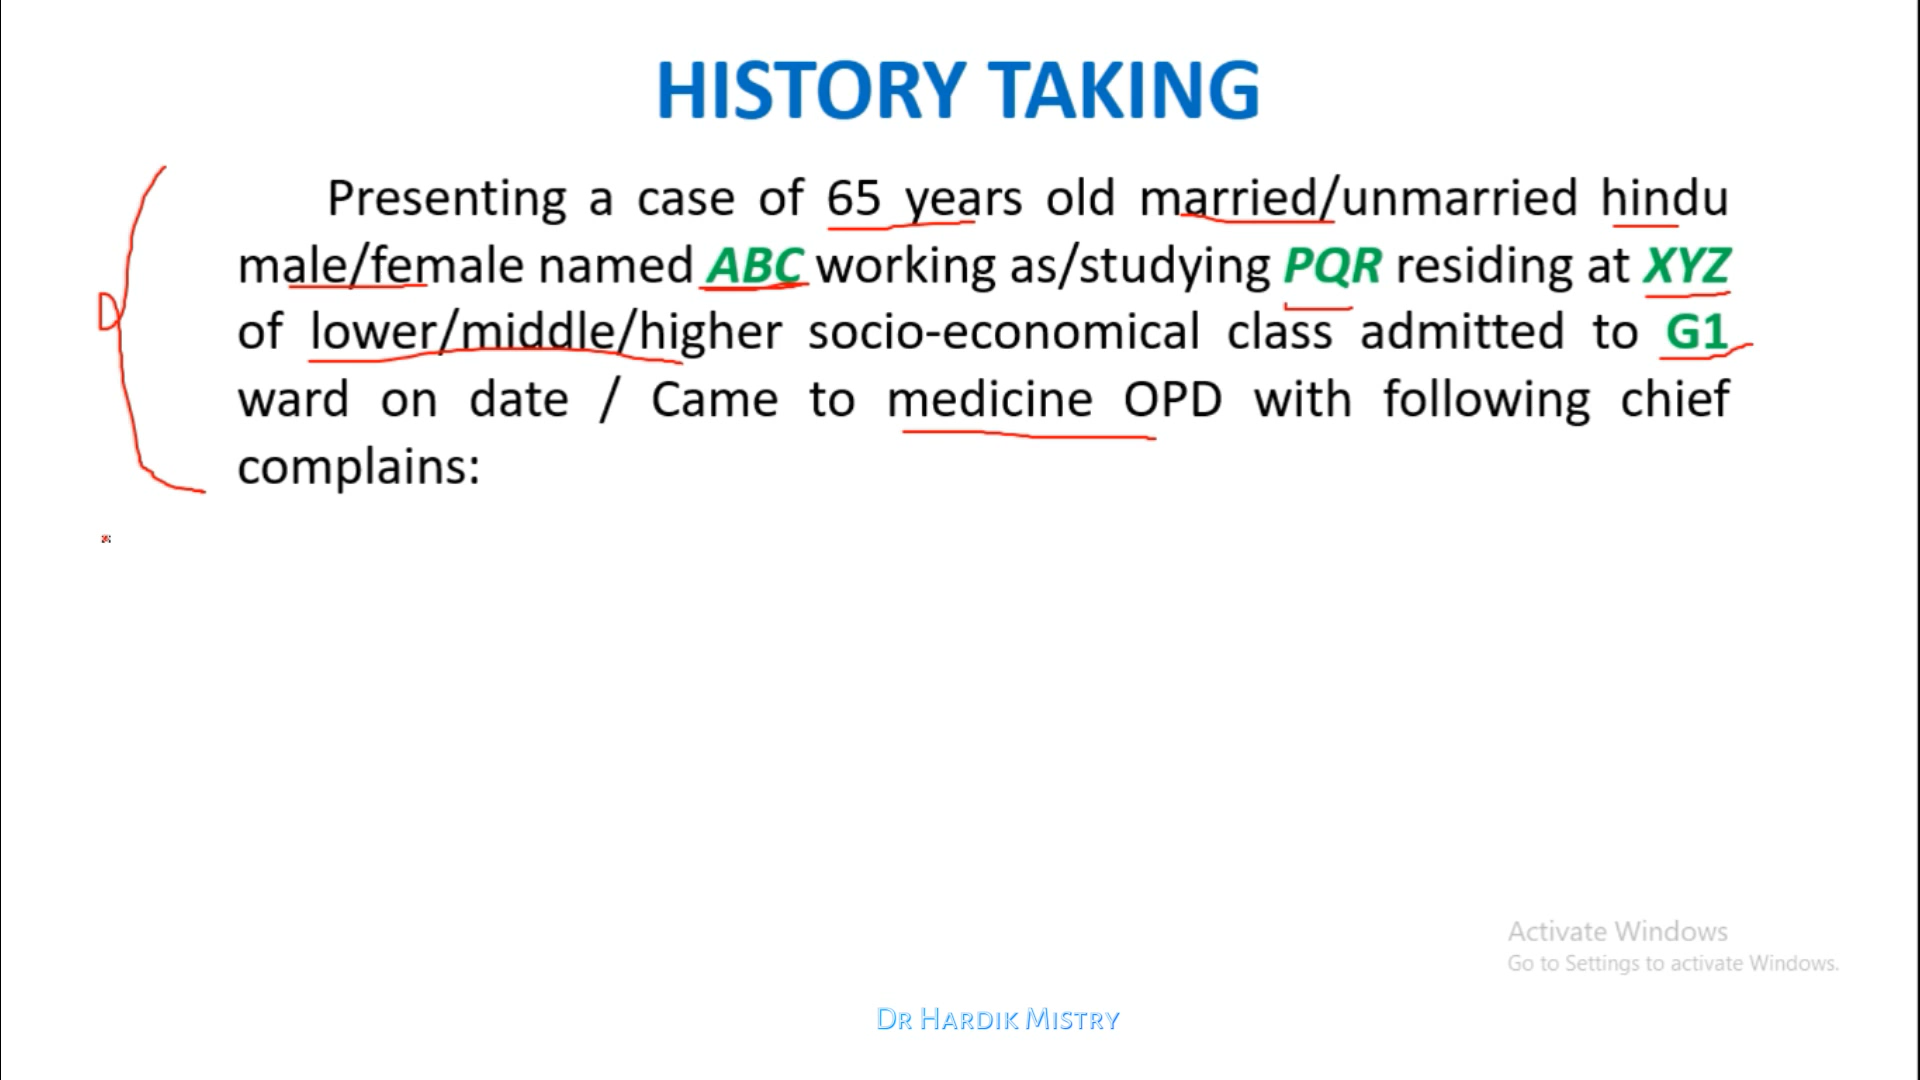 HISTORY TAKING
Presenting a case of 65 years old married/unmarried hindu
male/female named ABC working as/studying PQR residing at XYZ
of lower/middle/higher socio-economical class admitted to G1
ward on date / Came to medicine OPD with following chief
complains:
D
Activate Windows
Go to Settings to activate Windows.
DR HARDIK MISTRY